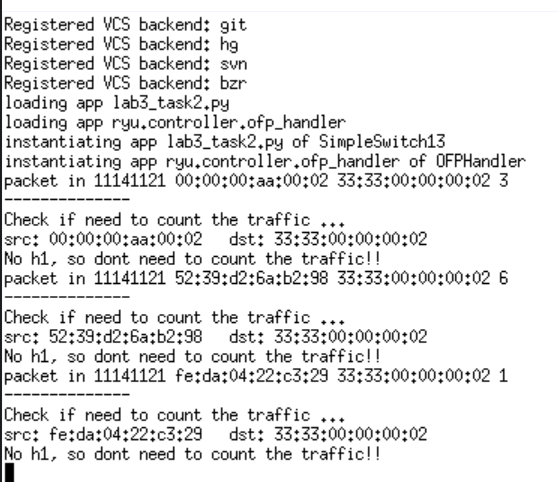 Registered VCS backend: git
Registered VCS backend: hg
Registered VCS backend: svn
Registered VCS backend: bzr
loading app lab3_task2.py
loading app ryu.controller.ofp_handler
instantiating app lab3_task2.py of SimpleSwitch13
instantiating app ryu.controller.ofp_handler of OFPHandler
packet in 11141121 00:00:00:aa:00:02 33:33:00:00:00:02 3
--------------
Check if need to count the traffic ...
src: 00:00:00:aa:00:02   dst: 33:33:00:00:00:02
No h1, so dont need to count the traffic!!
packet in 11141121 52:39:d2:6a:b2:98 33:33:00:00:00:02 6
--------------
Check if need to count the traffic ...
src: 52:39:d2:6a:b2:98   dst: 33:33:00:00:00:02
No h1, so dont need to count the traffic!!
packet in 11141121 fe:da:04:22:c3:29 33:33:00:00:00:02 1
--------------
Check if need to count the traffic ...
src: fe:da:04:22:c3:29   dst: 33:33:00:00:00:02
No h1, so dont need to count the traffic!!